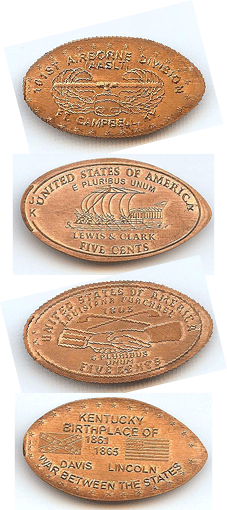 101ST AIRBORNE DIVISION
(AASLT)
FT. CAMPBELL, KY
UNITED STATES OF AMERICA
E PLURIBUS UNUM
LEWIS & CLARK
FIVE CENTS
UNITED STATES OF AMERICA
LOUISIANA PURCHASE
1803
E PLURIBUS
UNUM
FIVE CENTS
KENTUCKY
BIRTHPLACE OF
1861
1865
DAVIS LINCOLN
WAR BETWEEN THE STATES